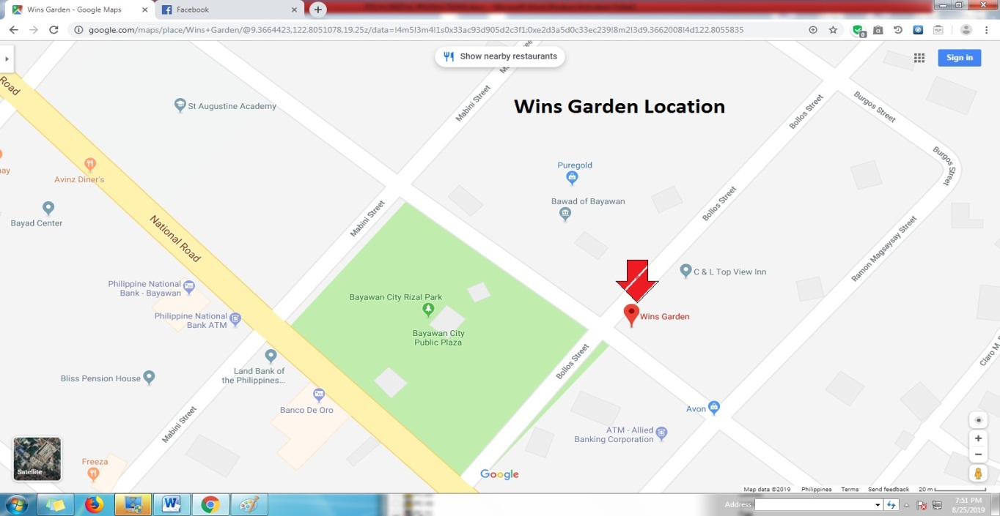 Wins Garden - Google Maps
Facebook
google.com/maps/place/Wins+Garden/@9.3664423,122.8051078,19.25z/data=!4m5!3m4!1s0x33ac93d905d2c3f1:0xe2d3a5d0c33ec239!8m2!3d9.3662008!4d122.8055835
0
Show nearby restaurants
Sign in
Road
Mabini Street
Wins Garden Location
Burgos Street
Bollos Street
St Augustine Academy
Mabini Street
Burgos Street
Puregold
Avinz Diner's
ay
Bawad of Bayawan
Bollos Street
Mabini Street
Bayad Center
National Road
Ramon Magsaysay Street
C & L Top View Inn
Philippine National
Bank - Bayawan
Bayawan City Rizal Park
Philippine National
Bank ATM
Wins Garden
Bayawan City
Public Plaza
Bollos Street
Claro M.
Land Bank of
the Philippines...
Bliss Pension House
Banco De Oro
Avon
Mabini Street
ATM - Allied
Banking Corporation
Freeza
Satellite
Google
Map data ©2019 Philippines Terms Send feedback 20 m
Address
7:51 PM
8/25/2019